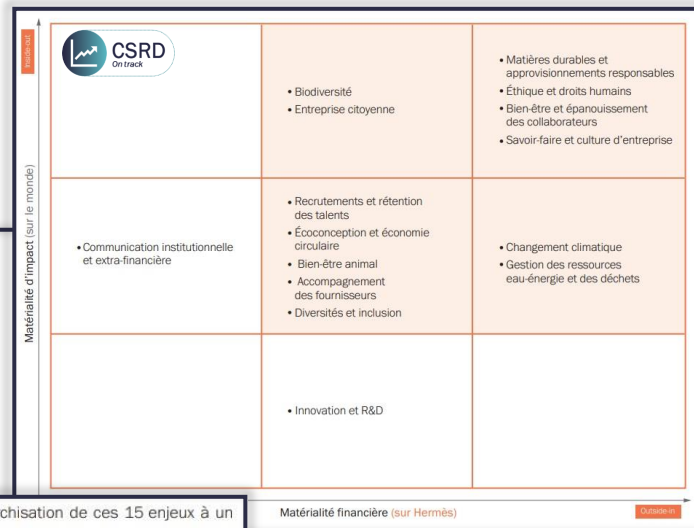 Inside-out
Matérialité d'impact (sur le monde)
CSRD
On track
• Biodiversité
• Entreprise citoyenne
• Matières durables et
approvisionnements responsables
• Éthique et droits humains
• Bien-être et épanouissement
des collaborateurs
• Savoir-faire et culture d'entreprise
• Communication institutionnelle
et extra-financière
• Recrutements et rétention
des talents
• Écoconception et économie
circulaire
• Bien-être animal
• Accompagnement
des fournisseurs
• Diversités et inclusion
• Changement climatique
• Gestion des ressources
eau-énergie et des déchets
• Innovation et R&D
chisation de ces 15 enjeux à un
Matérialité financière (sur Hermès)
Outside-in